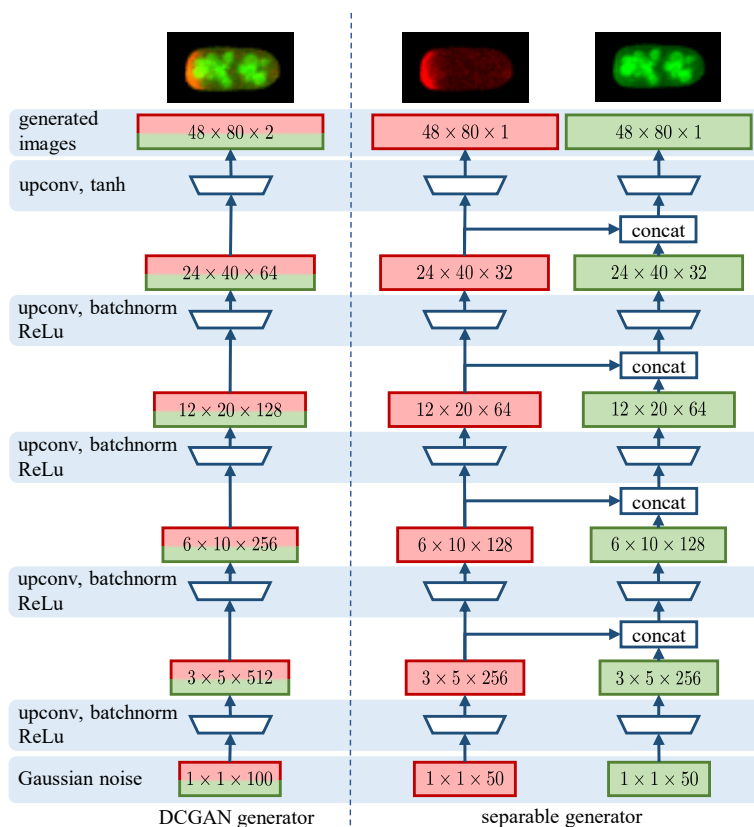 generated
images
48 × 80 × 2
48 × 80 × 1
48 × 80 × 1
upconv, tanh
concat
24 × 40 × 64
24 × 40 × 32
24 × 40 × 32
upconv, batchnorm
ReLu
concat
12 × 20 × 128
12 × 20 × 64
12 × 20 × 64
upconv, batchnorm
ReLu
concat
6 × 10 × 256
6 × 10 × 128
6 × 10 × 128
upconv, batchnorm
ReLu
concat
3 × 5 × 512
3 × 5 × 256
3 × 5 × 256
upconv, batchnorm
ReLu
Gaussian noise
1 × 1 × 100
1 × 1 × 50
1 × 1 × 50
DCGAN generator
separable generator